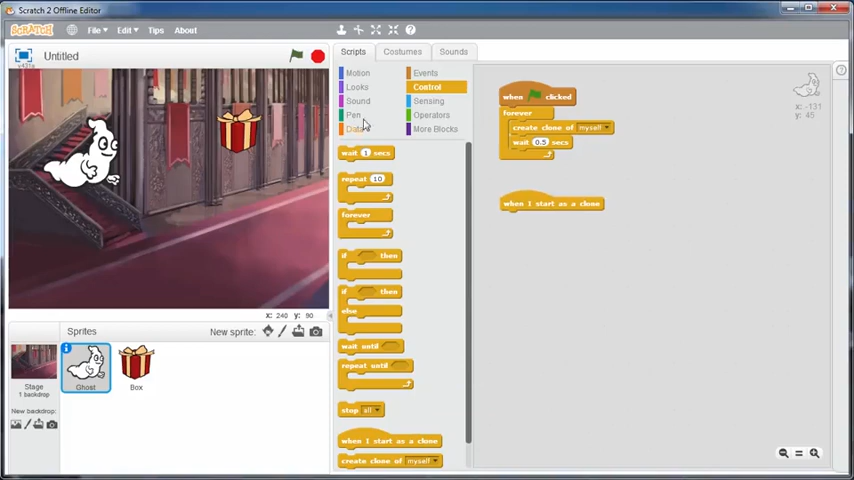 Scratch 2 Offline Editor
SCRATCH File Edit Tips About
Untitled
v431a
Scripts Costumes Sounds
Motion Events
Looks Control
Sound Sensing
Pen Operators
Data More Blocks
wait 1 secs
repeat 10
forever
if then
if then
else
wait until
repeat until
stop all
when I start as a clone
create clone of myself
when clicked
forever
create clone of myself
wait 0.5 secs
when I start as a clone
x: -131
y: 45
x: 240 y: 90
Sprites New sprite:
Stage
1 backdrop
New backdrop:
Ghost
Box